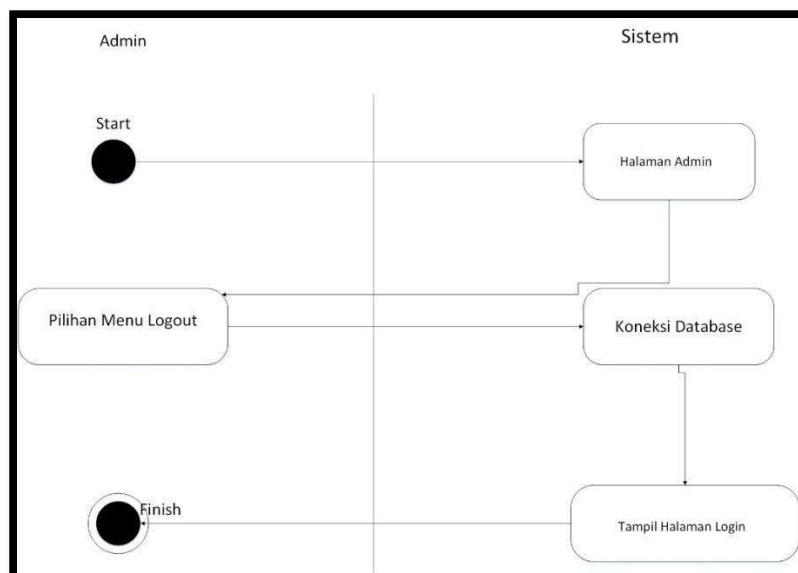 Admin
Sistem
Start
Halaman Admin
Pilihan Menu Logout
Koneksi Database
Finish
Tampil Halaman Login